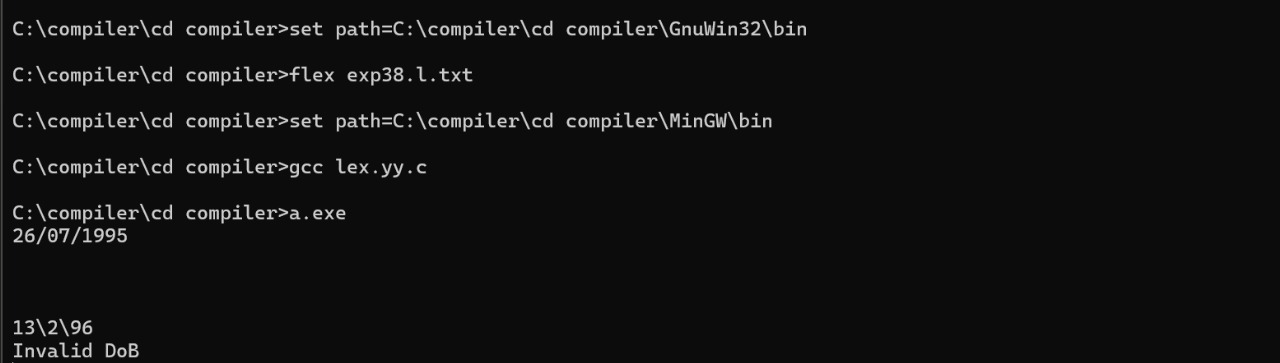 C:\compiler\cd compiler>set path=C:\compiler\cd compiler\GnuWin32\bin
C:\compiler\cd compiler>flex exp38.l.txt
C:\compiler\cd compiler>set path=C:\compiler\cd compiler\MinGW\bin
C:\compiler\cd compiler>gcc lex.yy.c
C:\compiler\cd compiler>a.exe
26/07/1995
13\2\96
Invalid DoB